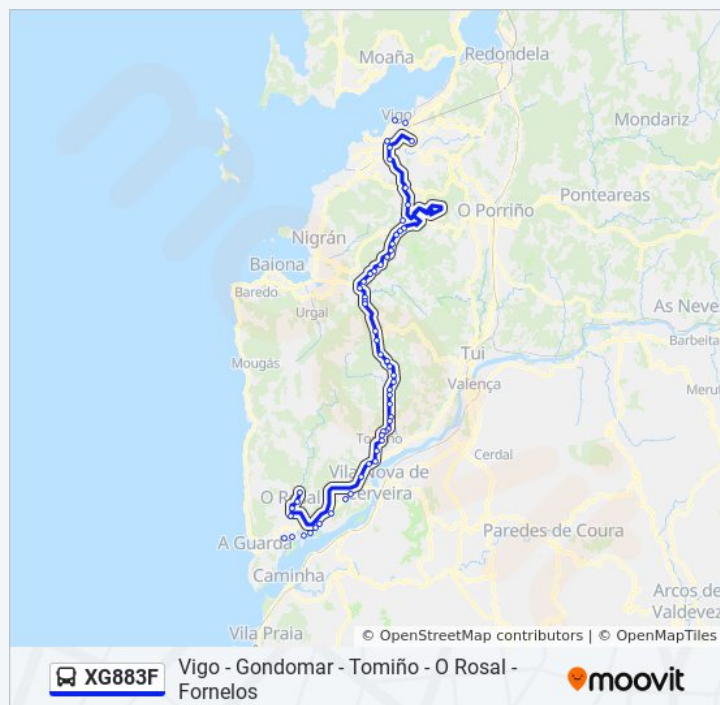 Moaña
Redondela
Vigo
Mondariz
Ponteareas
O Porriño
Nigrán
Baiona
Baredo
Urgal
As Neves
Tui
Barbeita
Mougás
Valença
Tomiño
Cerdal
Vila Nova de
Cerveira
O Rosal
A Guarda
Paredes de Coura
Caminha
Arcos de
Valdevez
Vila Praia
© OpenStreetMap contributors | © OpenMapTiles
XG883F
Vigo - Gondomar - Tomiño - O Rosal -
Fornelos
moovit